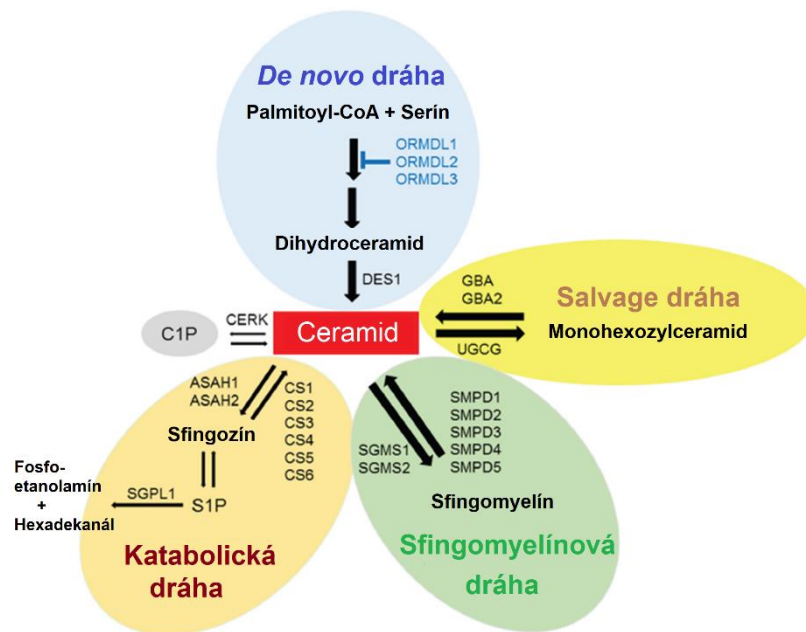 De novo dráha
Palmitoyl-CoA + Serín
ORMDL1
ORMDL2
ORMDL3
Dihydroceramid
DES1
GBA
GBA2
Salvage dráha
Monohexozylceramid
UGCG
C1P
CERK
Ceramid
ASAH1
ASAH2
CS1
CS2
CS3
CS4
CS5
CS6
Sfingozín
Fosfo-
etanolamín
+
Hexadekanál
SGPL1
S1P
Katabolická
dráha
SMPD1
SMPD2
SMPD3
SMPD4
SMPD5
SGMS1
SGMS2
Sfingomyelín
Sfingomyelínová
dráha